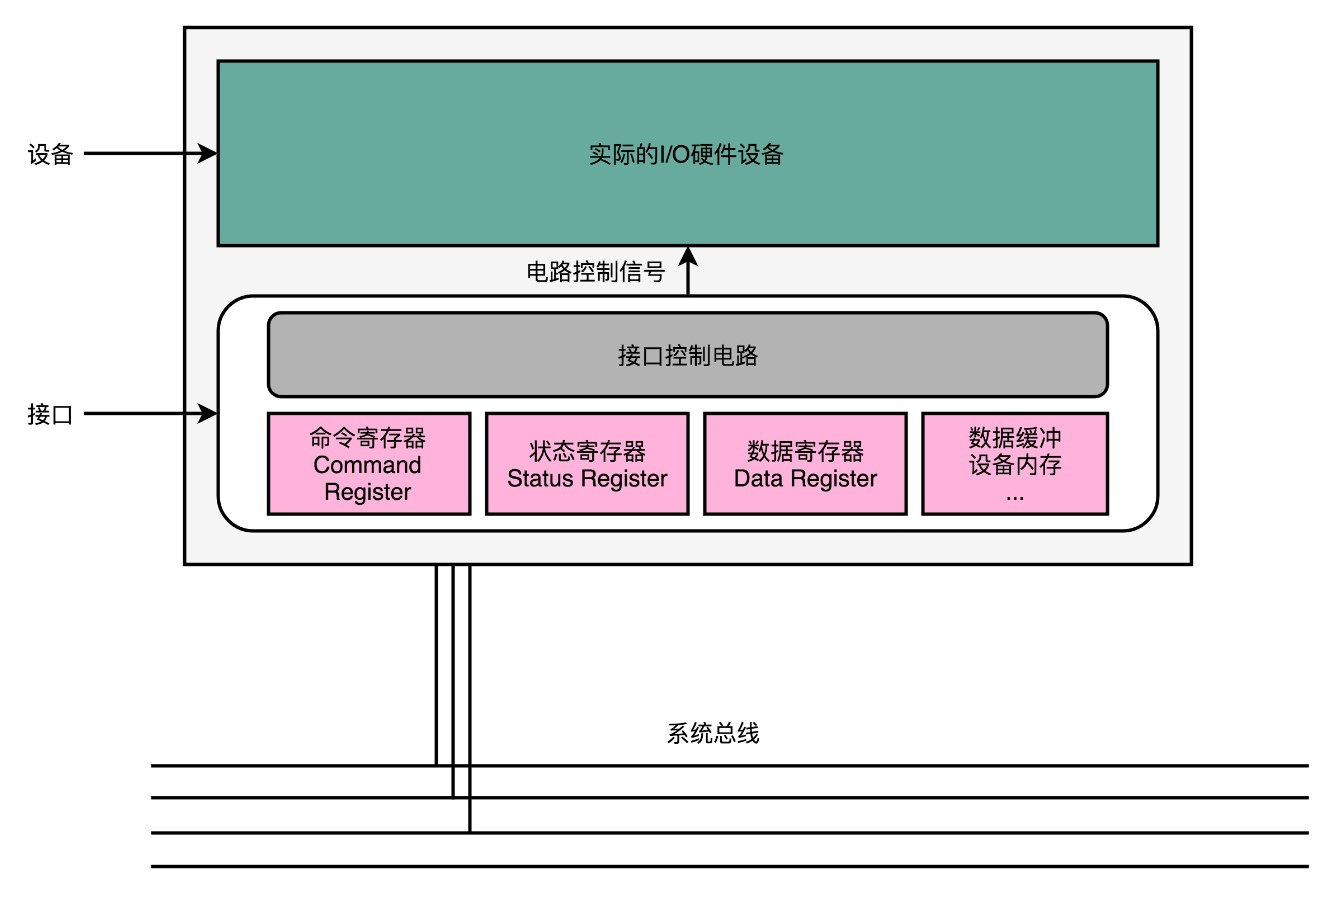 设备
实际的I/O硬件设备
电路控制信号
接口控制电路
接口
命令寄存器
Command
Register
状态寄存器
Status Register
数据寄存器
Data Register
数据缓冲
设备内存
...
系统总线